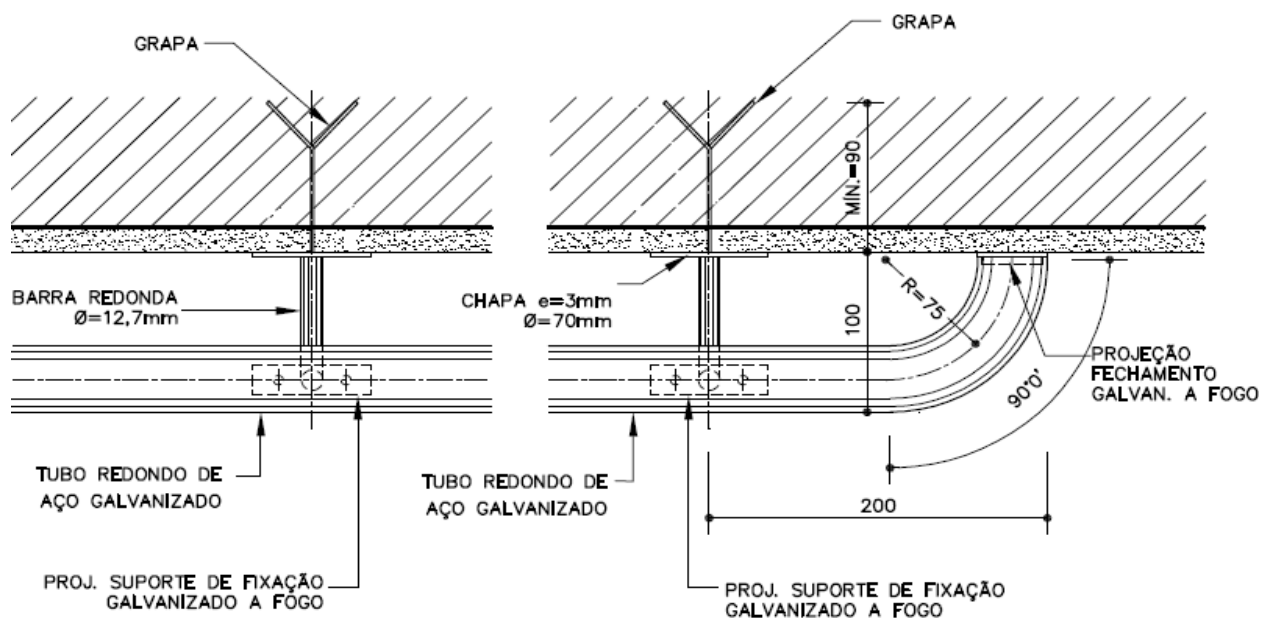 GRAPA
GRAPA
MÍN.=90
BARRA REDONDA
Ø=12,7mm
CHAPA e=3mm
Ø=70mm
100
R=75
PROJEÇÃO
FECHAMENTO
GALVAN. A FOGO
90°0'
TUBO REDONDO DE
AÇO GALVANIZADO
TUBO REDONDO DE
AÇO GALVANIZADO
200
PROJ. SUPORTE DE FIXAÇÃO
GALVANIZADO A FOGO
PROJ. SUPORTE DE FIXAÇÃO
GALVANIZADO A FOGO